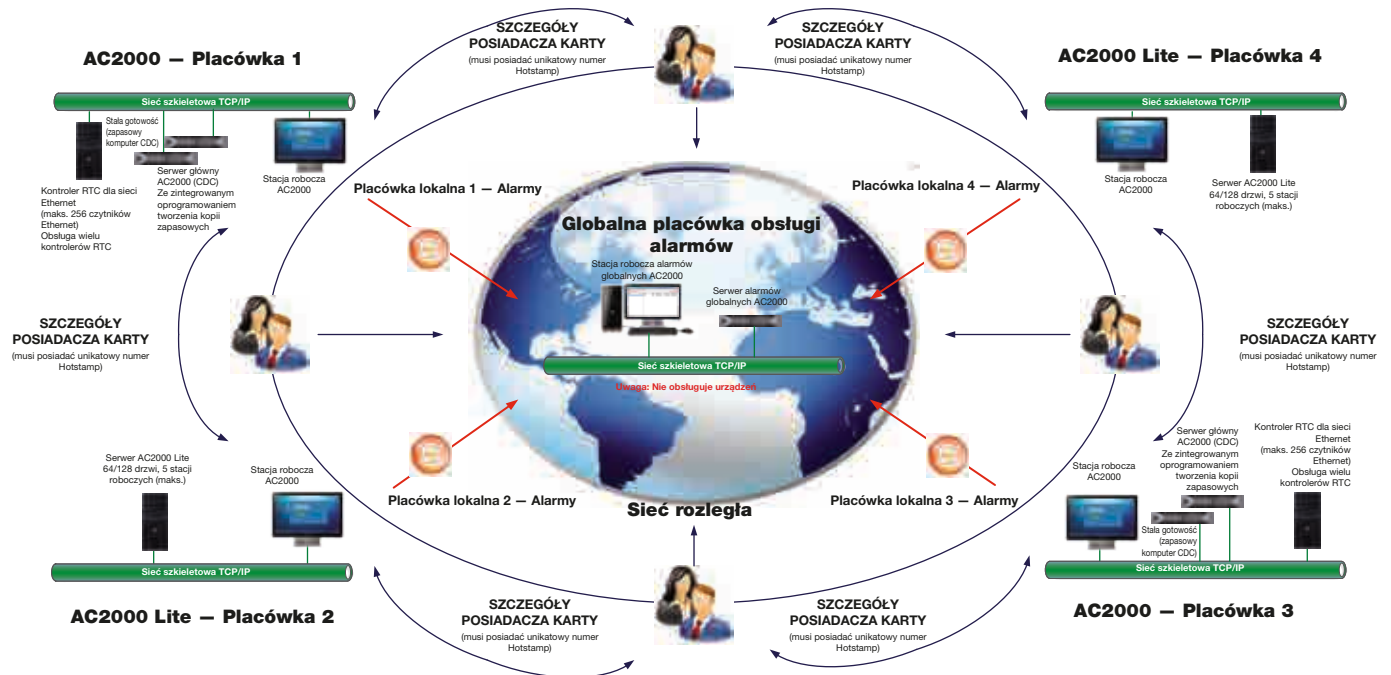 SZCZEGÓŁY
POSIADACZA KARTY
(musi posiadać unikatowy numer
Hotstamp)
SZCZEGÓŁY
POSIADACZA KARTY
(musi posiadać unikatowy numer
Hotstamp)
AC2000 — Placówka 1
Sieć szkieletowa TCP/IP
Stała gotowość
(zapasowy
komputer CDC)
Kontroler RTC dla sieci
Ethernet
(maks. 256 czytników
Ethernet)
Obsługa wielu
kontrolerów RTC
Serwer główny
AC2000 (CDC)
Ze zintegrowanym
oprogramowaniem
tworzenia kopii
zapasowych
Stacja robocza
AC2000
AC2000 Lite — Placówka 4
Sieć szkieletowa TCP/IP
Stacja robocza
AC2000
Serwer AC2000 Lite
64/128 drzwi, 5 stacji
roboczych (maks.)
Placówka lokalna 1 — Alarmy
Placówka lokalna 4 — Alarmy
Globalna placówka obsługi
alarmów
Stacja robocza alarmów
globalnych AC2000
Serwer alarmów
globalnych AC2000
Sieć szkieletowa TCP/IP
Uwaga: Nie obsługuje urządzeń
SZCZEGÓŁY
POSIADACZA KARTY
(musi posiadać unikatowy numer
Hotstamp)
SZCZEGÓŁY
POSIADACZA KARTY
(musi posiadać unikatowy numer
Hotstamp)
Placówka lokalna 2 — Alarmy
Placówka lokalna 3 — Alarmy
Sieć rozległa
Serwer AC2000 Lite
64/128 drzwi, 5 stacji
roboczych (maks.)
Stacja robocza
AC2000
Sieć szkieletowa TCP/IP
AC2000 Lite — Placówka 2
Stacja robocza
AC2000
Serwer główny
AC2000 (CDC)
Ze zintegrowanym
oprogramowaniem
tworzenia kopii
zapasowych
Kontroler RTC dla sieci
Ethernet
(maks. 256 czytników
Ethernet)
Obsługa wielu
kontrolerów RTC
Stała gotowość
(zapasowy
komputer CDC)
Sieć szkieletowa TCP/IP
AC2000 — Placówka 3
SZCZEGÓŁY
POSIADACZA KARTY
(musi posiadać unikatowy numer
Hotstamp)
SZCZEGÓŁY
POSIADACZA KARTY
(musi posiadać unikatowy numer
Hotstamp)